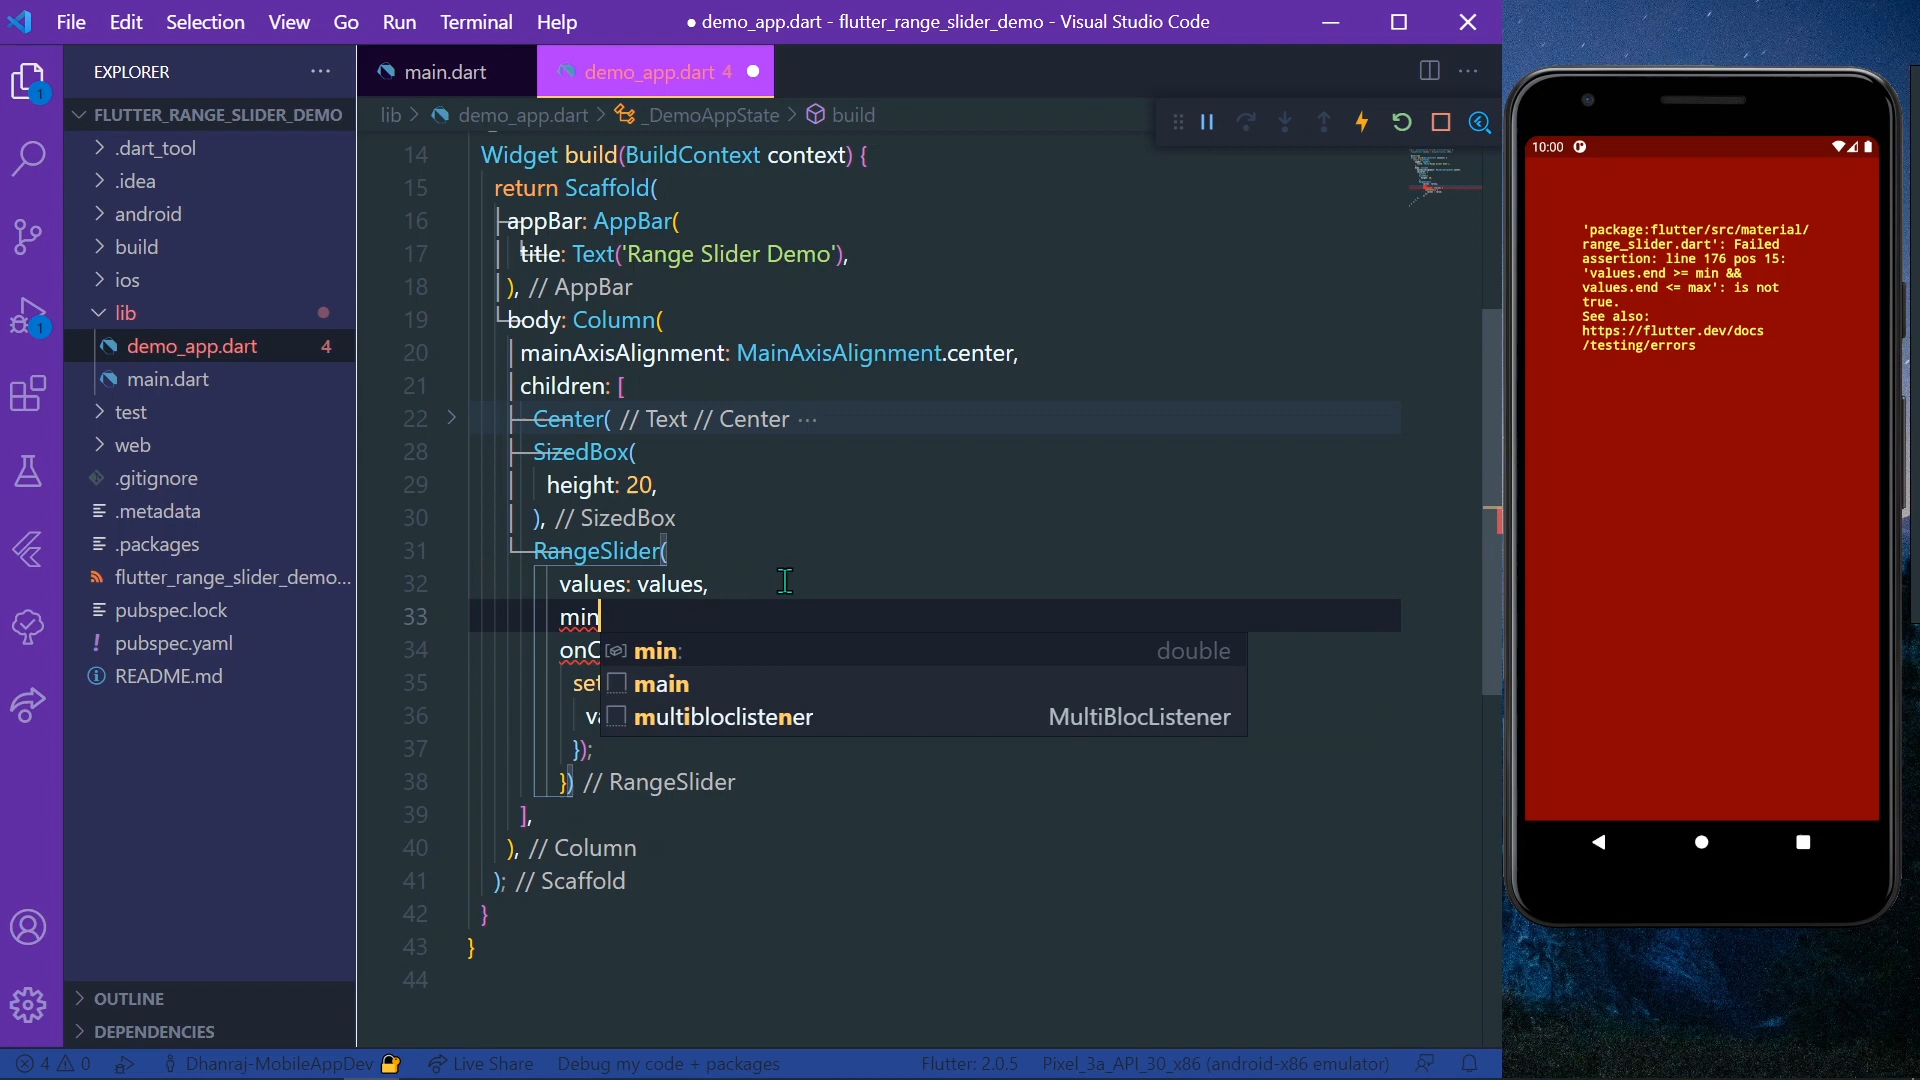 File Edit Selection View Go Run Terminal Help
● demo_app.dart - flutter_range_slider_demo - Visual Studio Code
EXPLORER
main.dart
demo_app.dart 4
FLUTTER_RANGE_SLIDER_DEMO
lib > demo_app.dart > _DemoAppState > build
.dart_tool
.idea
android
build
ios
lib
demo_app.dart 4
main.dart
test
web
.gitignore
.metadata
.packages
flutter_range_slider_demo...
pubspec.lock
pubspec.yaml
README.md
OUTLINE
DEPENDENCIES
1
1
14 Widget build(BuildContext context) {
15 return Scaffold(
16 appBar: AppBar(
17 title: Text('Range Slider Demo'),
18 ), // AppBar
19 body: Column(
20 mainAxisAlignment: MainAxisAlignment.center,
21 children: [
22 Center( // Text // Center ···
28 SizedBox(
29 height: 20,
30 ), // SizedBox
31 RangeSlider(
32 values: values,
33 min
34 onC
35 set
36 va
37 });
38 }) // RangeSlider
39 ],
40 ), // Column
41 ); // Scaffold
42 }
43 }
44
min: double
main
multibloclistener MultiBlocListener
10:00
'package:flutter/src/material/
range_slider.dart': Failed
assertion: line 176 pos 15:
'values.end >= min &&
values.end <= max': is not
true.
See also:
https://flutter.dev/docs
/testing/errors
4 0 Dhanraj-MobileAppDev Live Share Debug my code + packages Flutter: 2.0.5 Pixel_3a_API_30_x86 (android-x86 emulator)